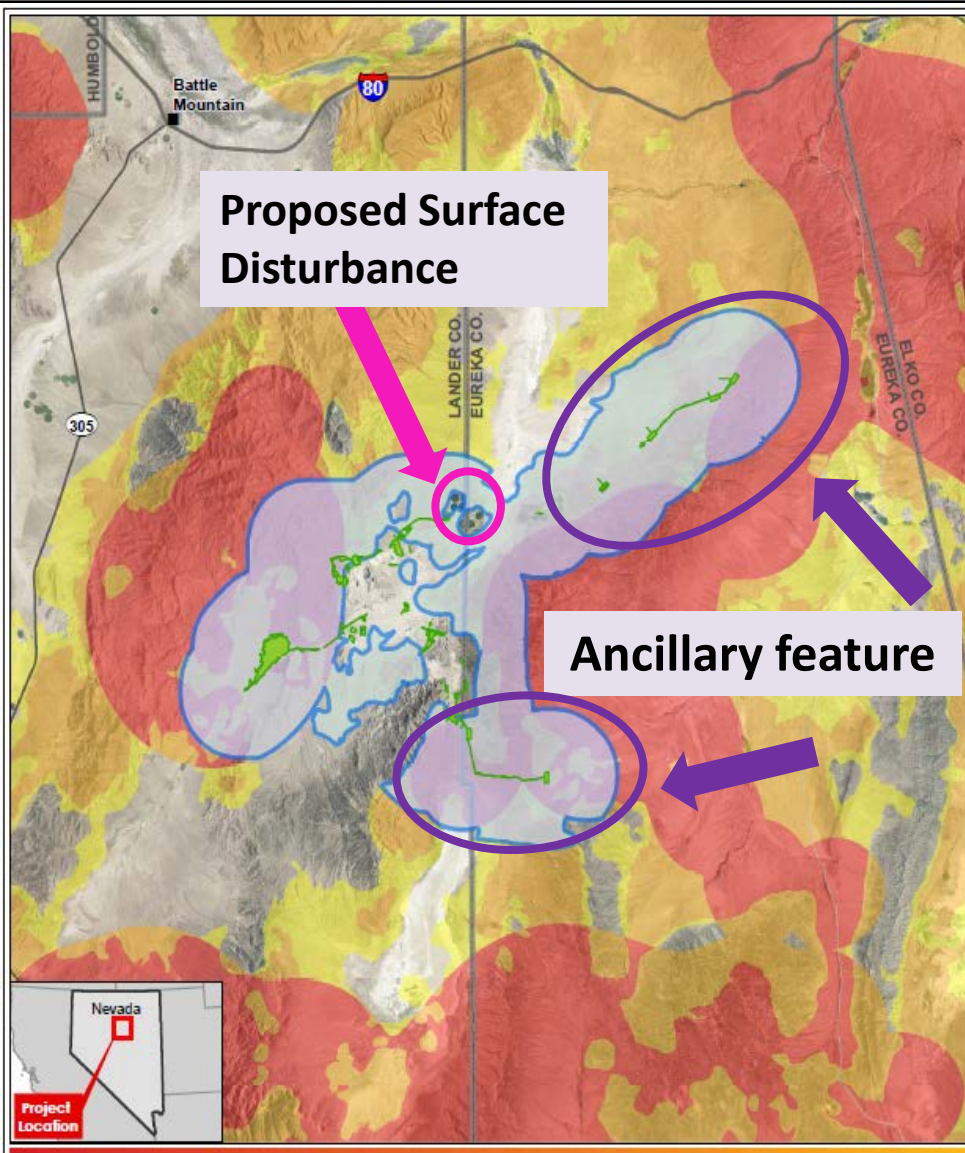 HUMBOLD
Battle
Mountain
80
Proposed Surface
Disturbance
LANDER CO.
EUREKA CO.
ELKO CO.
EUREKA CO.
305
Ancillary feature
Nevada
Project
Location